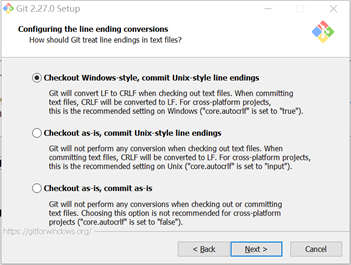 Git 2.27.0 Setup
Configuring the line ending conversions
How should Git treat line endings in text files?
Checkout Windows-style, commit Unix-style line endings
Git will convert LF to CRLF when checking out text files. When committing
text files, CRLF will be converted to LF. For cross-platform projects,
this is the recommended setting on Windows ("core.autocrlf" is set to "true").
Checkout as-is, commit Unix-style line endings
Git will not perform any conversion when checking out text files. When
committing text files, CRLF will be converted to LF. For cross-platform projects,
this is the recommended setting on Unix ("core.autocrlf" is set to "input").
Checkout as-is, commit as-is
Git will not perform any conversions when checking out or committing
text files. Choosing this option is not recommended for cross-platform
projects ("core.autocrlf" is set to "false").
https://gitforwindows.org/
< Back
Next >
Cancel